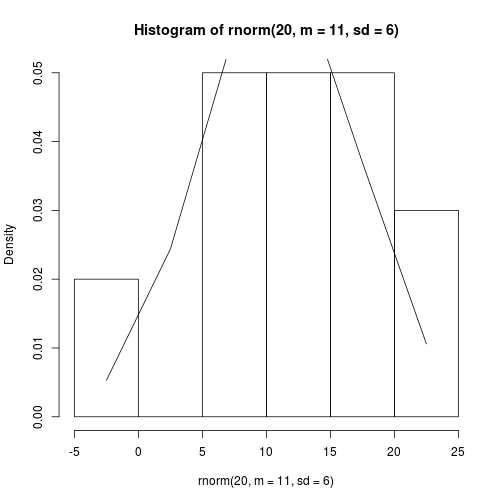 Histogram of rnorm(20, m = 11, sd = 6)
0.05
0.04
0.03
0.02
0.01
0.00
Density
-5 0 5 10 15 20 25
rnorm(20, m = 11, sd = 6)